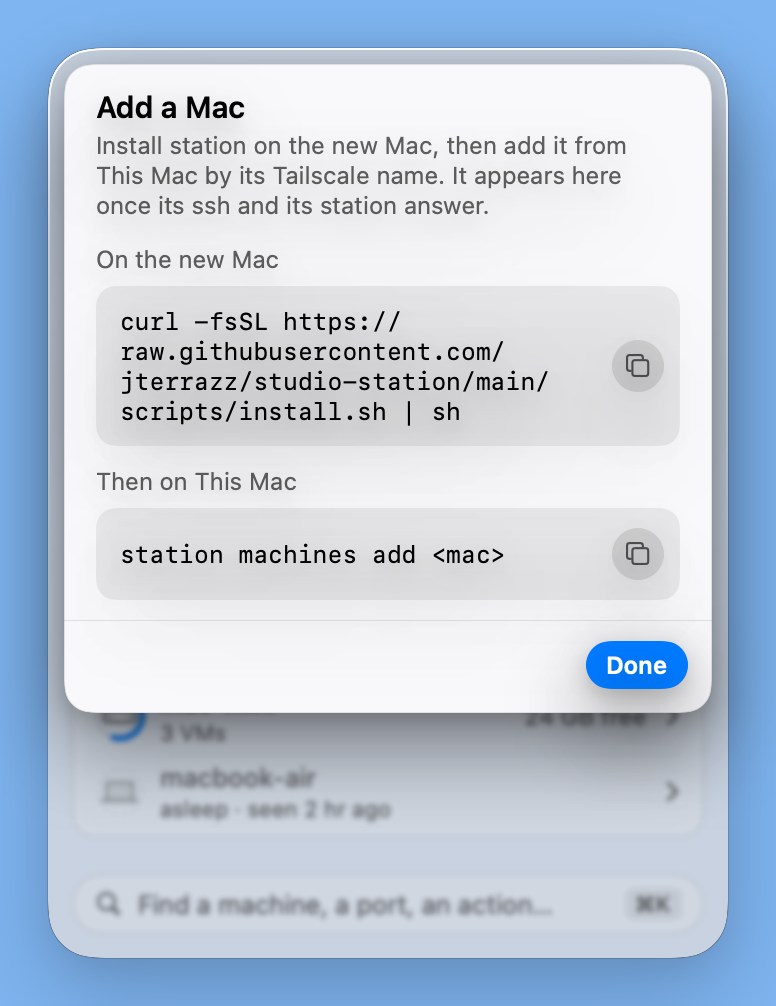 Add a Mac
Install station on the new Mac, then add it from
This Mac by its Tailscale name. It appears here
once its ssh and its station answer.
On the new Mac
curl -fsSL https://
raw.githubusercontent.com/
jterrazz/studio-station/main/
scripts/install.sh | sh
Then on This Mac
station machines add <mac>
Done
3 VMs
24 GB free
macbook-air
asleep · seen 2 hr ago
Find a machine, a port, an action...
⌘K